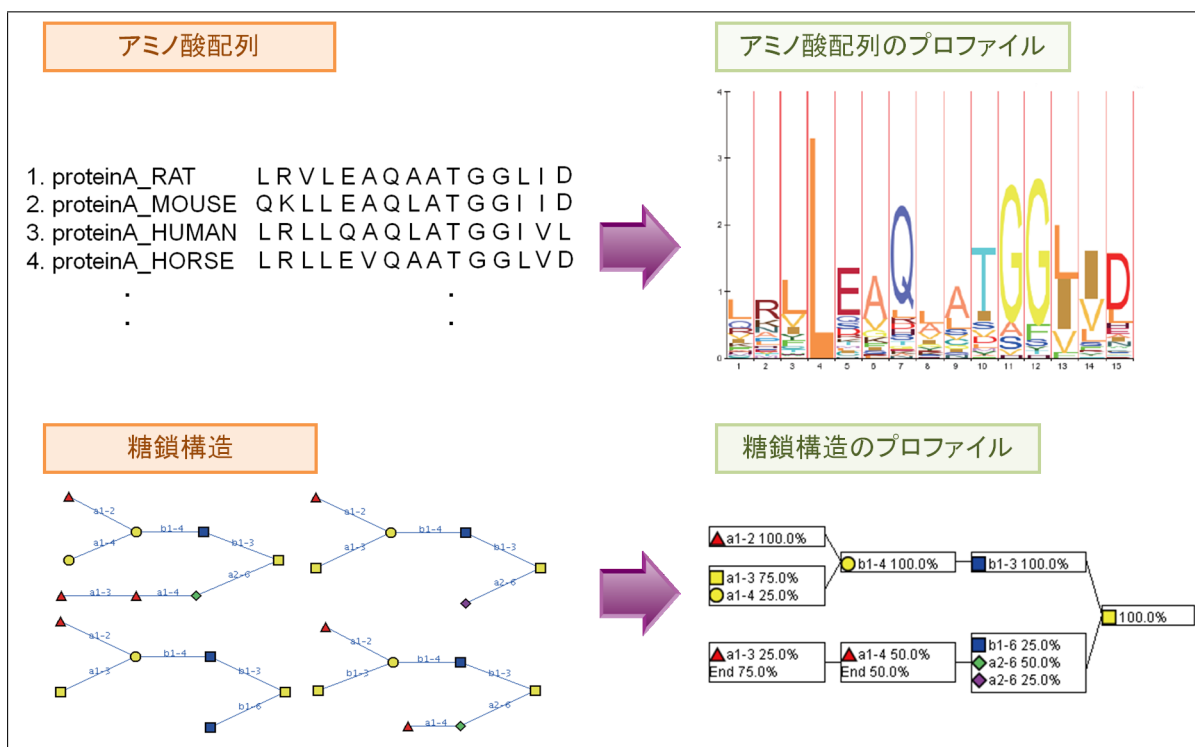 アミノ酸配列
アミノ酸配列のプロファイル
1. proteinA_RAT L R V L E A Q A A T G G L I D
2. proteinA_MOUSE Q K L L E A Q L A T G G I I D
3. proteinA_HUMAN L R L L Q A Q L A T G G I V L
4. proteinA_HORSE L R L L E V Q A A T G G L V D
4
3
2
1
0
1 2 3 4 5 6 7 8 9 10 11 12 13 14 15
糖鎖構造
糖鎖構造のプロファイル
a1-2
a1-4
b1-4
b1-3
a2-6
a1-3
a1-4
a1-2
a1-3
b1-4
b1-3
a2-6
a1-2
a1-3
b1-4
b1-3
b1-6
a1-2
b1-3
b1-4
b1-3
a2-6
a1-4
a1-2 100.0%
a1-3 75.0%
a1-4 25.0%
b1-4 100.0%
b1-3 100.0%
100.0%
a1-3 25.0%
End 75.0%
a1-4 50.0%
End 50.0%
b1-6 25.0%
a2-6 50.0%
a2-6 25.0%